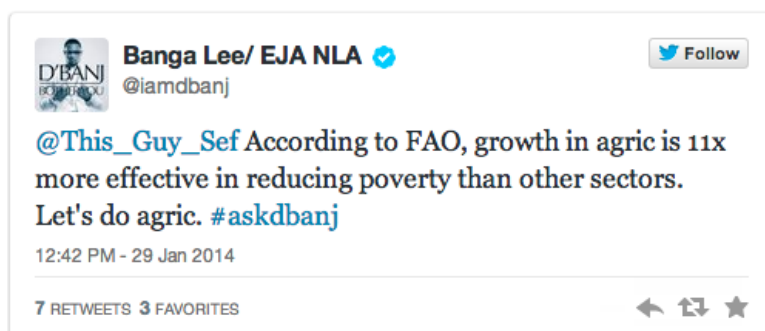 Banga Lee/ EJA NLA
@iamdbanj
Follow
D'BANJ
@This_Guy_Sef According to FAO, growth in agric is 11x
more effective in reducing poverty than other sectors.
Let's do agric. #askdbanj
12:42 PM - 29 Jan 2014
7 RETWEETS 3 FAVORITES